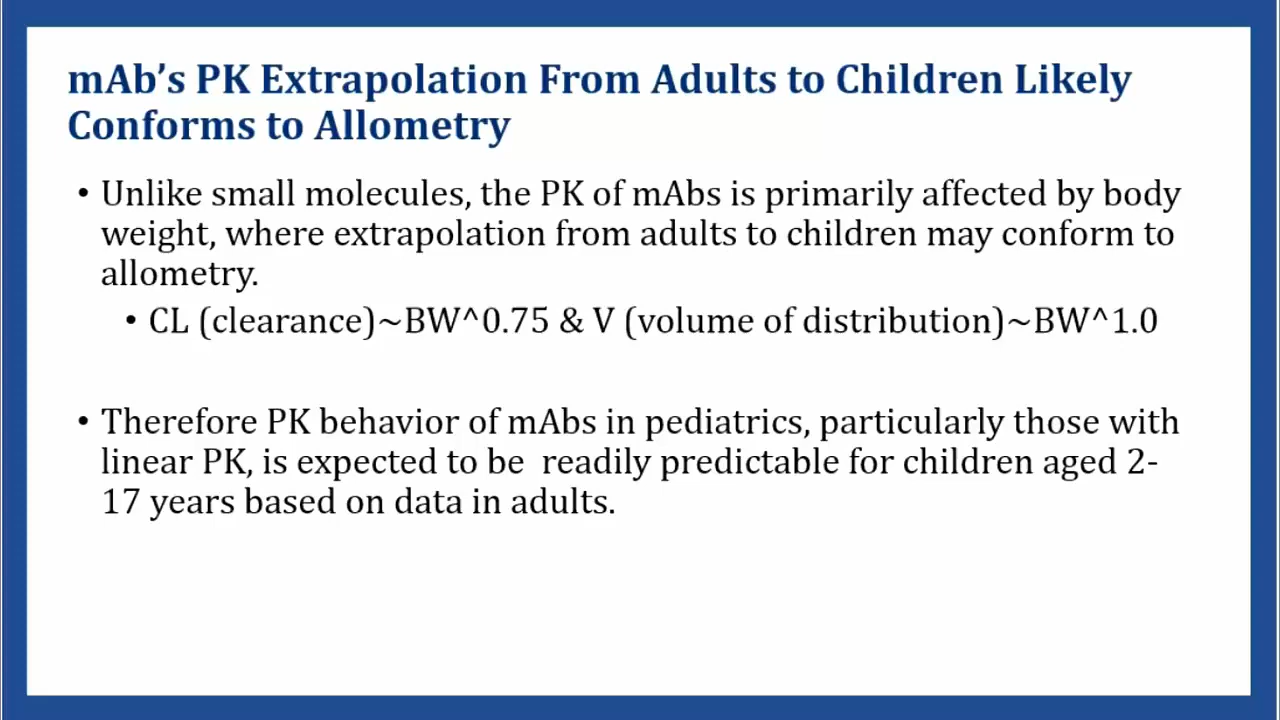 mAb’s PK Extrapolation From Adults to Children Likely
Conforms to Allometry
• Unlike small molecules, the PK of mAbs is primarily affected by body
weight, where extrapolation from adults to children may conform to
allometry.
• CL (clearance)~BW^0.75 & V (volume of distribution)~BW^1.0
• Therefore PK behavior of mAbs in pediatrics, particularly those with
linear PK, is expected to be  readily predictable for children aged 2-
17 years based on data in adults.